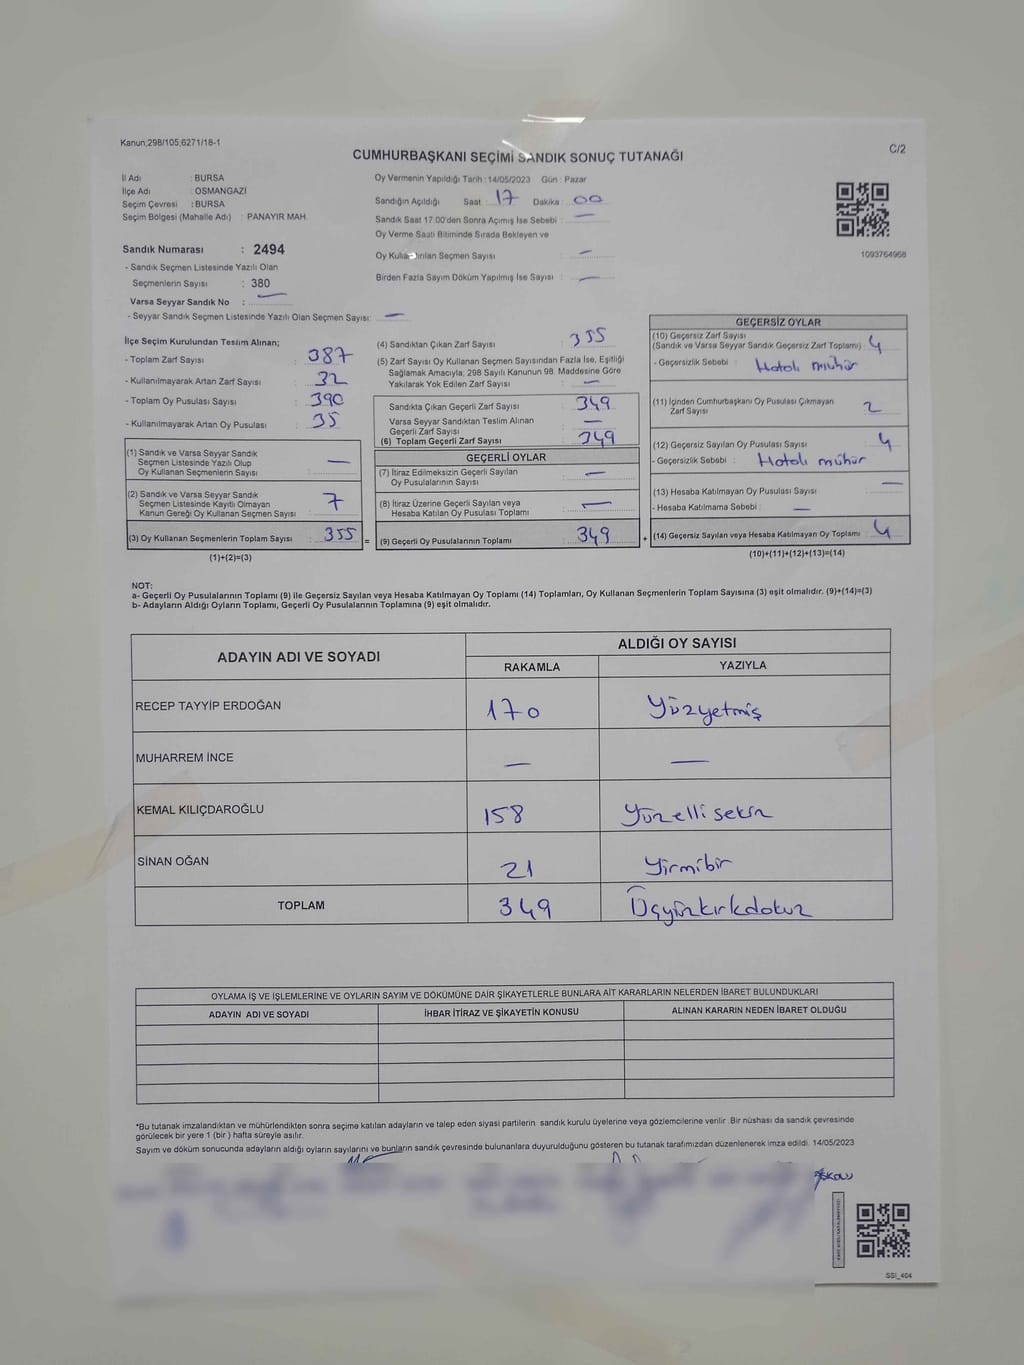 Kanun;298/105;6271/18-1
C/2
CUMHURBAŞKANI SEÇİMİ SANDIK SONUÇ TUTANAĞI
İl Adı : BURSA
İlçe Adı : OSMANGAZİ
Seçim Çevresi : BURSA
Seçim Bölgesi (Mahalle Adı) : PANAYIR MAH.
Sandık Numarası : 2494
- Sandık Seçmen Listesinde Yazılı Olan
Seçmenlerin Sayısı : 380
Varsa Seyyar Sandık No : —
- Seyyar Sandık Seçmen Listesinde Yazılı Olan Seçmen Sayısı: —
Oy Vermenin Yapıldığı Tarih : 14/05/2023 Gün : Pazar
Sandığın Açıldığı Saat : 17 Dakika : 00
Sandık Saat 17.00'den Sonra Açımış İse Sebebi : —
Oy Verme Saati Bitiminde Sırada Bekleyen ve
Oy Kullandırılan Seçmen Sayısı : —
Birden Fazla Sayım Döküm Yapılmış İse Sayısı : —
1093764968
İlçe Seçim Kurulundan Teslim Alınan;
- Toplam Zarf Sayısı : 387
- Kullanılmayarak Artan Zarf Sayısı : 32
- Toplam Oy Pusulası Sayısı : 390
- Kullanılmayarak Artan Oy Pusulası : 35
(1) Sandık ve Varsa Seyyar Sandık
Seçmen Listesinde Yazılı Olup
Oy Kullanan Seçmenlerin Sayısı : —
(2) Sandık ve Varsa Seyyar Sandık
Seçmen Listesinde Kayıtlı Olmayan
Kanun Gereği Oy Kullanan Seçmen Sayısı : 7
(3) Oy Kullanan Seçmenlerin Toplam Sayısı : 355
(1)+(2)=(3)
(4) Sandıktan Çıkan Zarf Sayısı : 355
(5) Zarf Sayısı Oy Kullanan Seçmen Sayısından Fazla İse, Eşitliği
Sağlamak Amacıyla; 298 Sayılı Kanunun 98. Maddesine Göre
Yakılarak Yok Edilen Zarf Sayısı : —
Sandıkta Çıkan Geçerli Zarf Sayısı : 349
Varsa Seyyar Sandıktan Teslim Alınan
Geçerli Zarf Sayısı : —
(6) Toplam Geçerli Zarf Sayısı : 349
GEÇERLİ OYLAR
(7) İtiraz Edilmeksizin Geçerli Sayılan
Oy Pusulalarının Sayısı : —
(8) İtiraz Üzerine Geçerli Sayılan veya
Hesaba Katılan Oy Pusulası Toplamı : —
= (9) Geçerli Oy Pusulalarının Toplamı : 349
GEÇERSİZ OYLAR
(10) Geçersiz Zarf Sayısı
(Sandık ve Varsa Seyyar Sandık Geçersiz Zarf Toplamı) : 4
- Geçersizlik Sebebi : Hatalı mühür
(11) İçinden Cumhurbaşkanı Oy Pusulası Çıkmayan
Zarf Sayısı 2
(12) Geçersiz Sayılan Oy Pusulası Sayısı : 4
- Geçersizlik Sebebi : Hatalı mühür
(13) Hesaba Katılmayan Oy Pusulası Sayısı : —
- Hesaba Katılmama Sebebi : —
+ (14) Geçersiz Sayılan veya Hesaba Katılmayan Oy Toplamı : 4
(10)+(11)+(12)+(13)=(14)
NOT:
a- Geçerli Oy Pusulalarının Toplamı (9) ile Geçersiz Sayılan veya Hesaba Katılmayan Oy Toplamı (14) Toplamları, Oy Kullanan Seçmenlerin Toplam Sayısına (3) eşit olmalıdır. (9)+(14)=(3)
b- Adayların Aldığı Oyların Toplamı, Geçerli Oy Pusulalarının Toplamına (9) eşit olmalıdır.
ADAYIN ADI VE SOYADI ALDIĞI OY SAYISI
RAKAMLA YAZIYLA
RECEP TAYYİP ERDOĞAN 170 Yüzyetmiş
MUHARREM İNCE — —
KEMAL KILIÇDAROĞLU 158 Yüzellisekiz
SİNAN OĞAN 21 Yirmibir
TOPLAM 349 Üçyüzkırkdokuz
OYLAMA İŞ VE İŞLEMLERİNE VE OYLARIN SAYIM VE DÖKÜMÜNE DAİR ŞİKAYETLERLE BUNLARA AİT KARARLARIN NELERDEN İBARET BULUNDUKLARI
ADAYIN ADI VE SOYADI İHBAR İTİRAZ VE ŞİKAYETİN KONUSU ALINAN KARARIN NEDEN İBARET OLDUĞU
*Bu tutanak imzalandıktan ve mühürlendikten sonra seçime katılan adayların ve talep eden siyasi partilerin sandık kurulu üyelerine veya gözlemcilerine verilir. Bir nüshası da sandık çevresinde
görülecek bir yere 1 (bir ) hafta süreyle asılır.
Sayım ve döküm sonucunda adayların aldığı oyların sayılarını ve bunların sandık çevresinde bulunanlara duyurulduğunu gösteren bu tutanak tarafımızdan düzenlenerek imza edildi. 14/05/2023
SSI_404